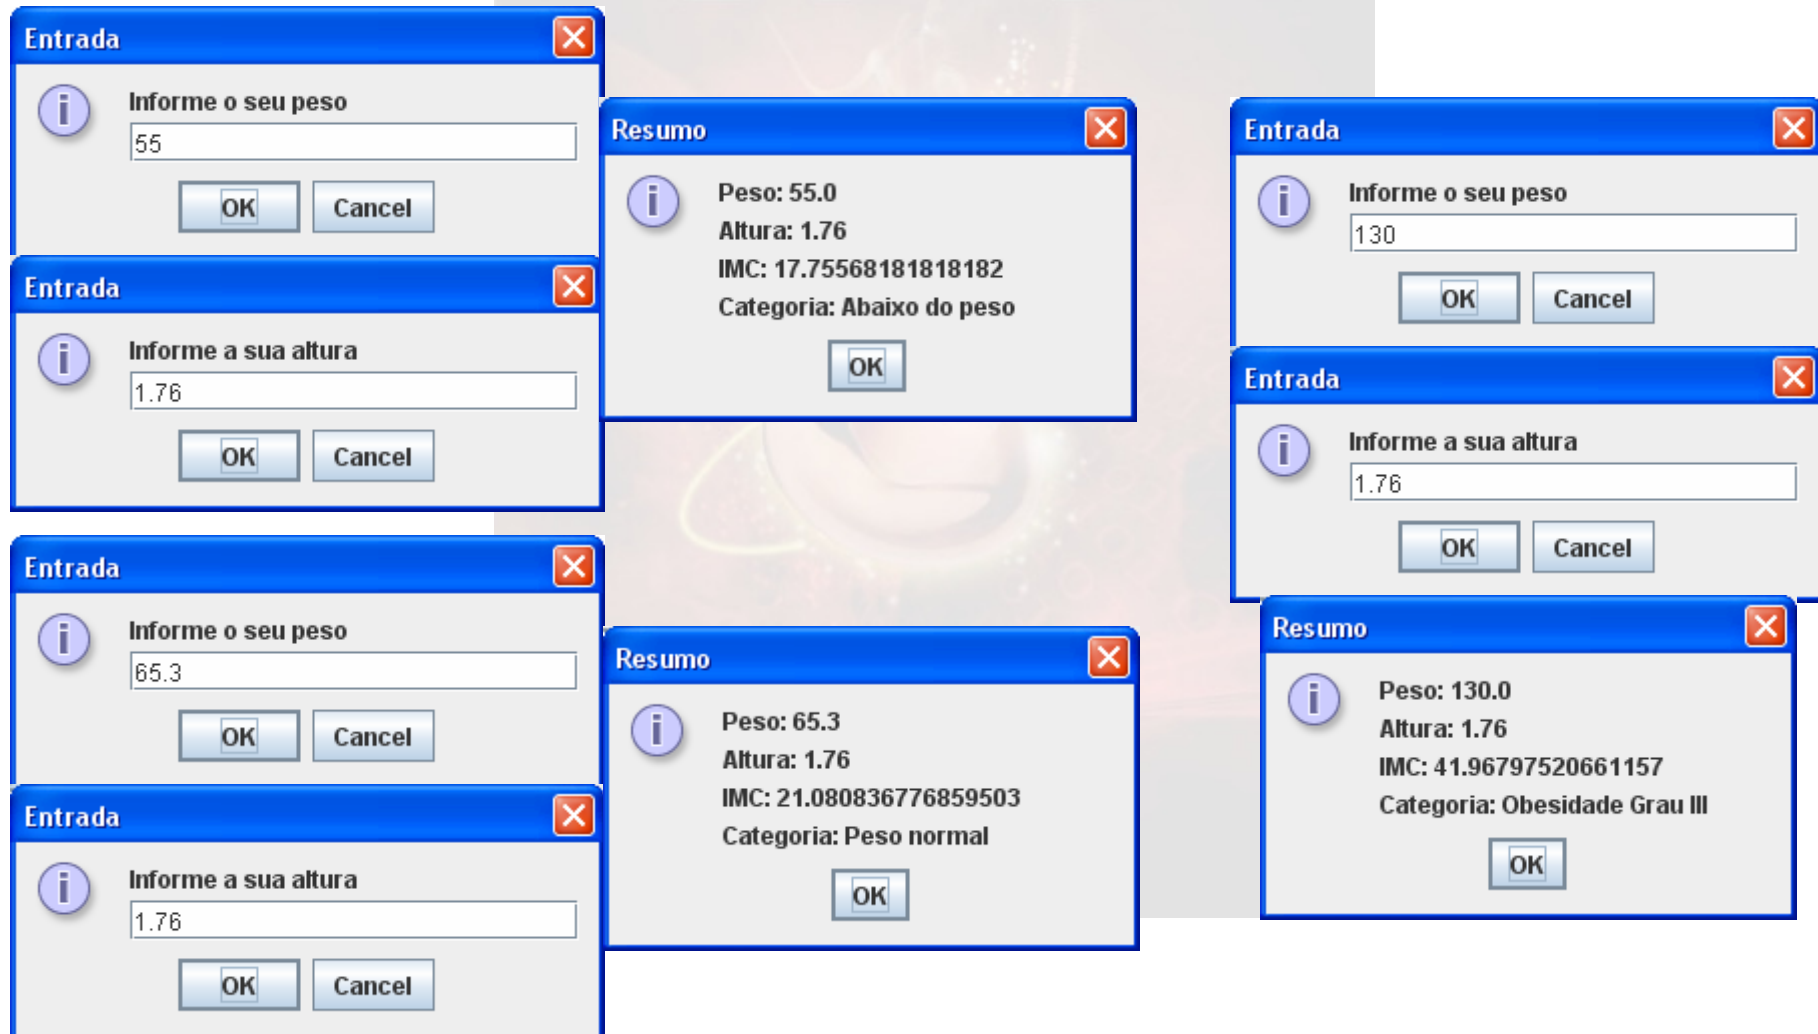 Entrada
Informe o seu peso
55
OK Cancel
Entrada
Informe a sua altura
1.76
OK Cancel
Resumo
Peso: 55.0
Altura: 1.76
IMC: 17.75568181818182
Categoria: Abaixo do peso
OK
Entrada
Informe o seu peso
65.3
OK Cancel
Entrada
Informe a sua altura
1.76
OK Cancel
Resumo
Peso: 65.3
Altura: 1.76
IMC: 21.080836776859503
Categoria: Peso normal
OK
Entrada
Informe o seu peso
130
OK Cancel
Entrada
Informe a sua altura
1.76
OK Cancel
Resumo
Peso: 130.0
Altura: 1.76
IMC: 41.96797520661157
Categoria: Obesidade Grau III
OK